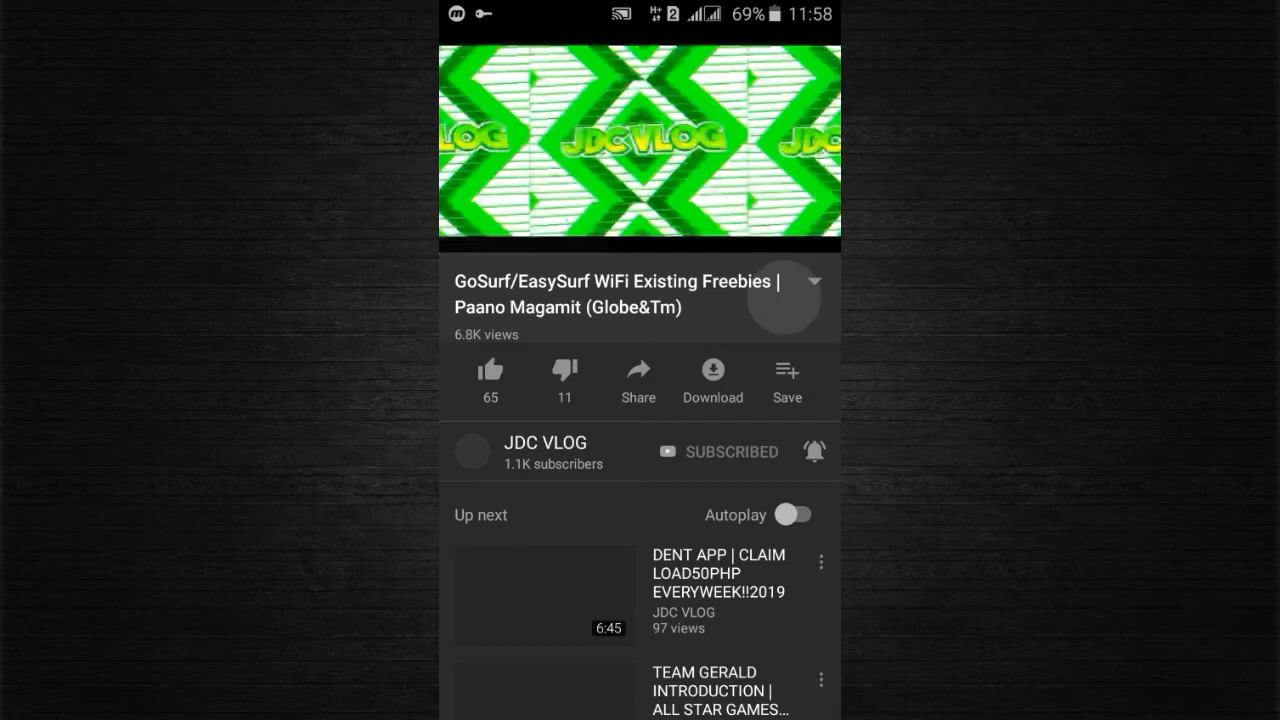 69% 11:58
LOG JDC VLOG JDC
GoSurf/EasySurf WiFi Existing Freebies |
Paano Magamit (Globe&Tm)
6.8K views
65 11 Share Download Save
JDC VLOG
1.1K subscribers
SUBSCRIBED
Up next Autoplay
DENT APP | CLAIM
LOAD50PHP
EVERYWEEK!!2019
JDC VLOG
97 views
6:45
TEAM GERALD
INTRODUCTION |
ALL STAR GAMES...